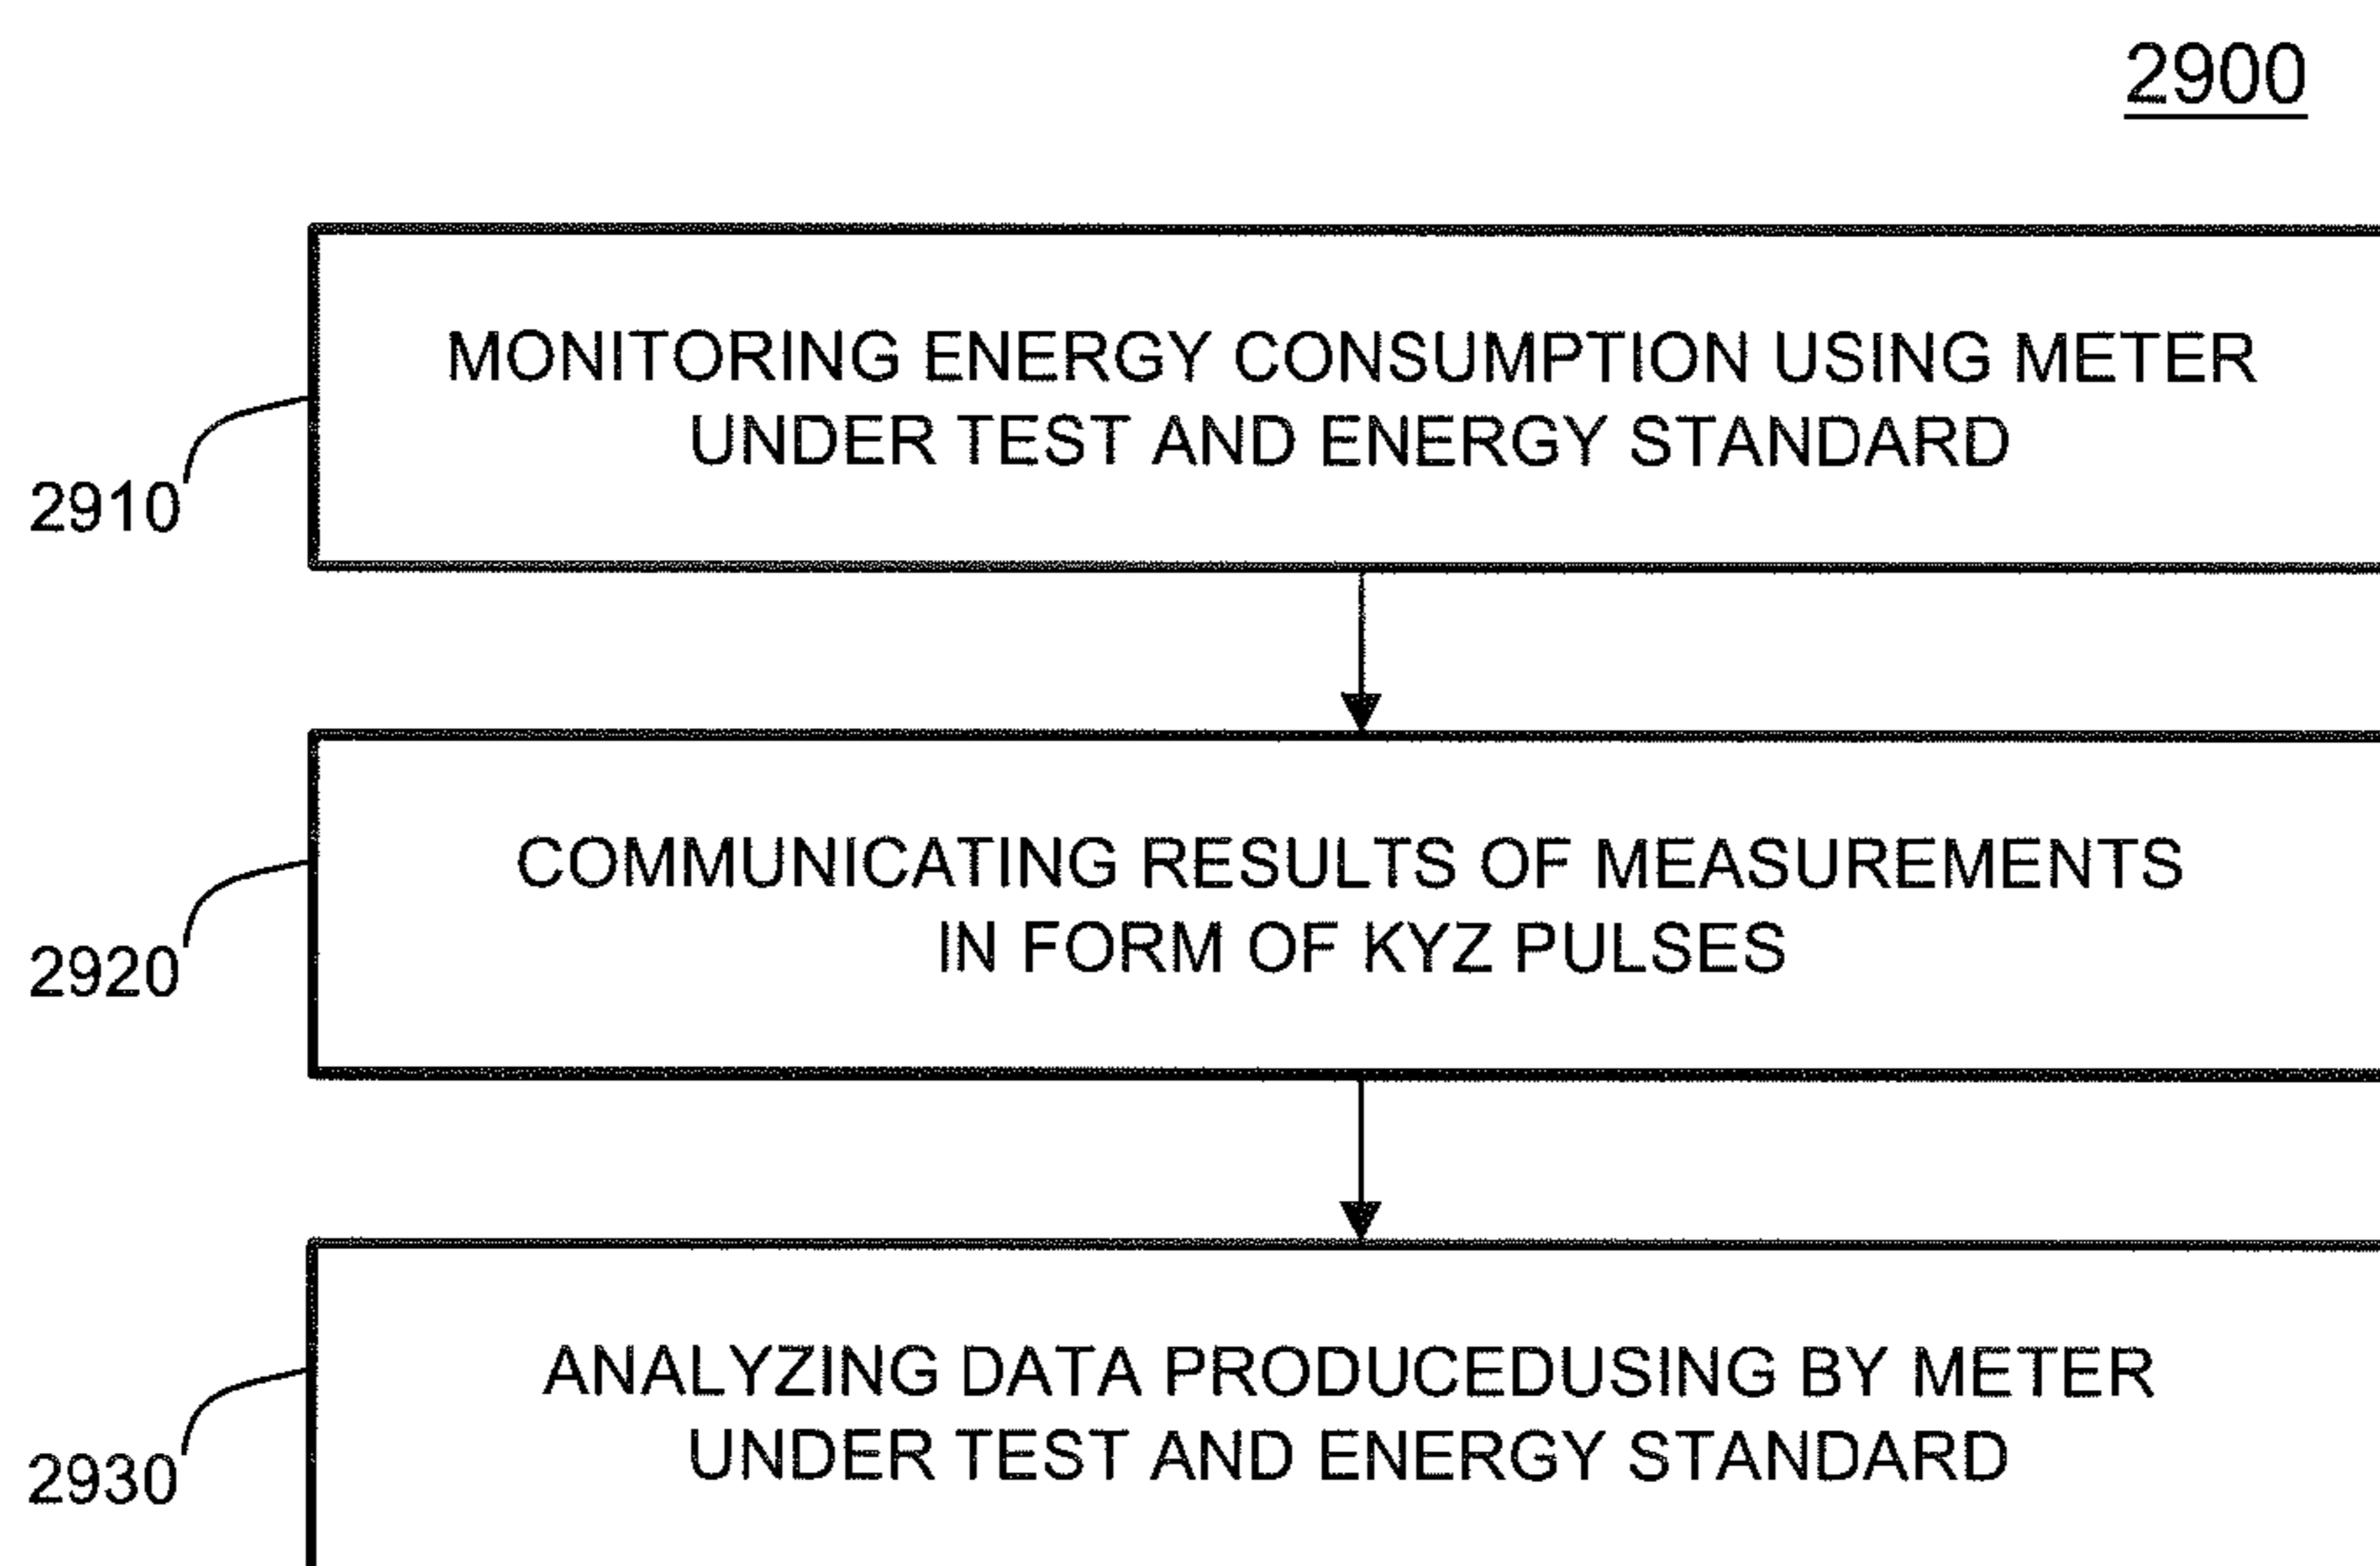 2900
MONITORING ENERGY CONSUMPTION USING METER
UNDER TEST AND ENERGY STANDARD
2910
COMMUNICATING RESULTS OF MEASUREMENTS
IN FORM OF KYZ PULSES
2920
ANALYZING DATA PRODUCEDUSING BY METER
UNDER TEST AND ENERGY STANDARD
2930